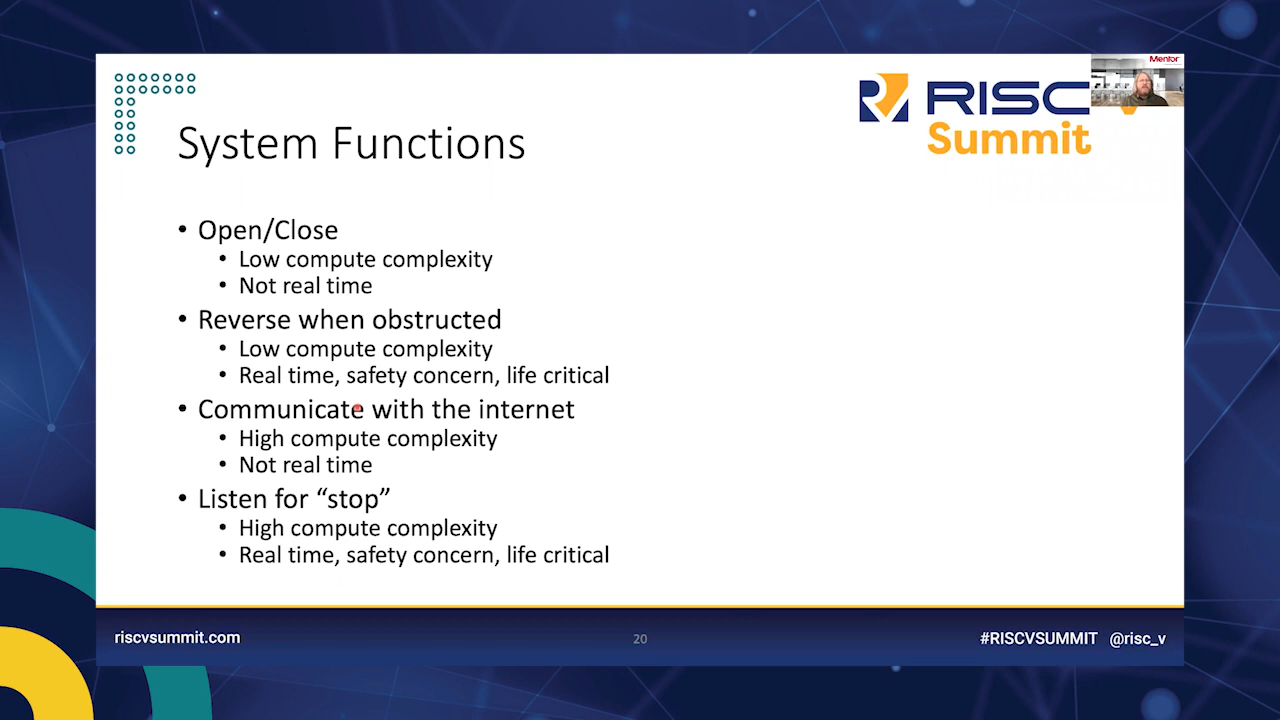 Mentor
RISC
Summit
System Functions
• Open/Close
• Low compute complexity
• Not real time
• Reverse when obstructed
• Low compute complexity
• Real time, safety concern, life critical
• Communicate with the internet
• High compute complexity
• Not real time
• Listen for “stop”
• High compute complexity
• Real time, safety concern, life critical
riscvsummit.com
20
#RISCVSUMMIT @risc_v